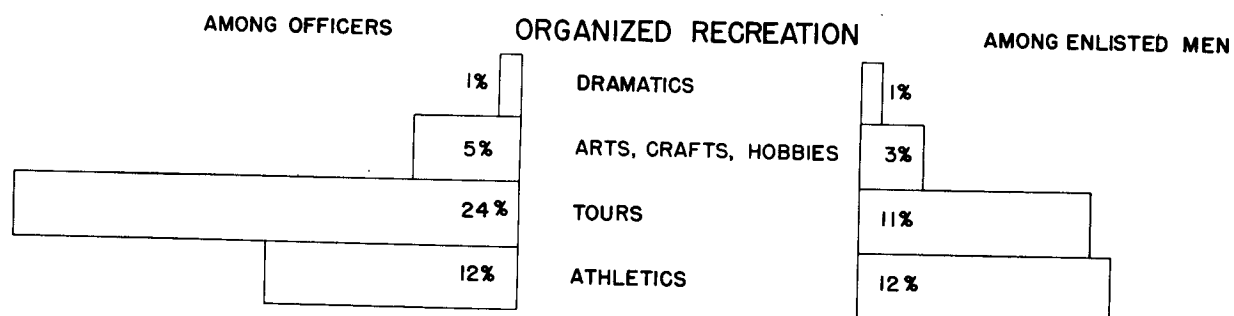 AMONG OFFICERS ORGANIZED RECREATION AMONG ENLISTED MEN
1% DRAMATICS 1%
5% ARTS, CRAFTS, HOBBIES 3%
24% TOURS 11%
12% ATHLETICS 12%